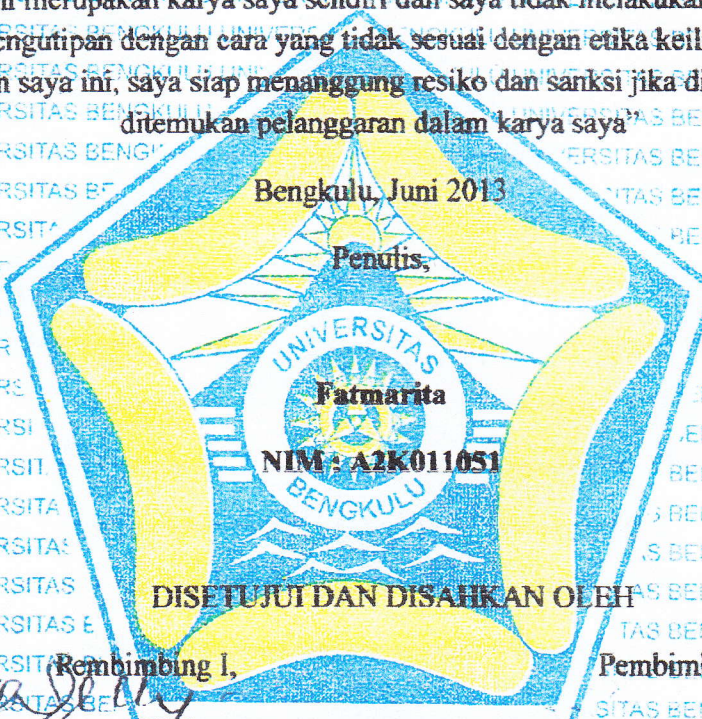 merupakan karya saya sendiri dan saya tidak melakukan
engutipan dengan cara yang tidak sesuai dengan etika keil
saya ini, saya siap menanggung resiko dan sanksi jika di
ditemukan pelanggaran dalam karya saya”
Bengkulu, Juni 2013
Penulis,
UNIVERSITAS
Fatmarita
NIM : A2K011051
BENGKULU
DISETUJUI DAN DISAHKAN OLEH
Pembimbing I, Pembim